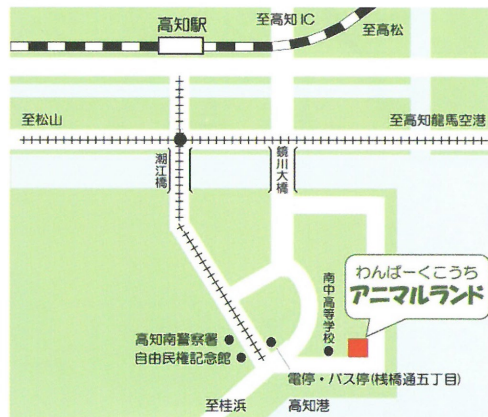 高知駅
至高知IC
至高松
至松山
至高知龍馬空港
潮江橋
鏡川大橋
わんぱーくこうち
アニマルランド
南中高等学校
高知南警察署
自由民権記念館
電停・バス停(桟橋通五丁目)
至桂浜
高知港